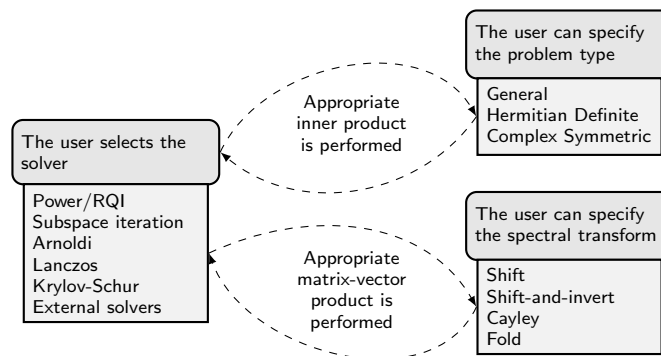 The user can specify
the problem type
General
Hermitian Definite
Complex Symmetric
Appropriate
inner product
is performed
The user selects the
solver
Power/RQI
Subspace iteration
Arnoldi
Lanczos
Krylov-Schur
External solvers
Appropriate
matrix-vector
product is
performed
The user can specify
the spectral transform
Shift
Shift-and-invert
Cayley
Fold